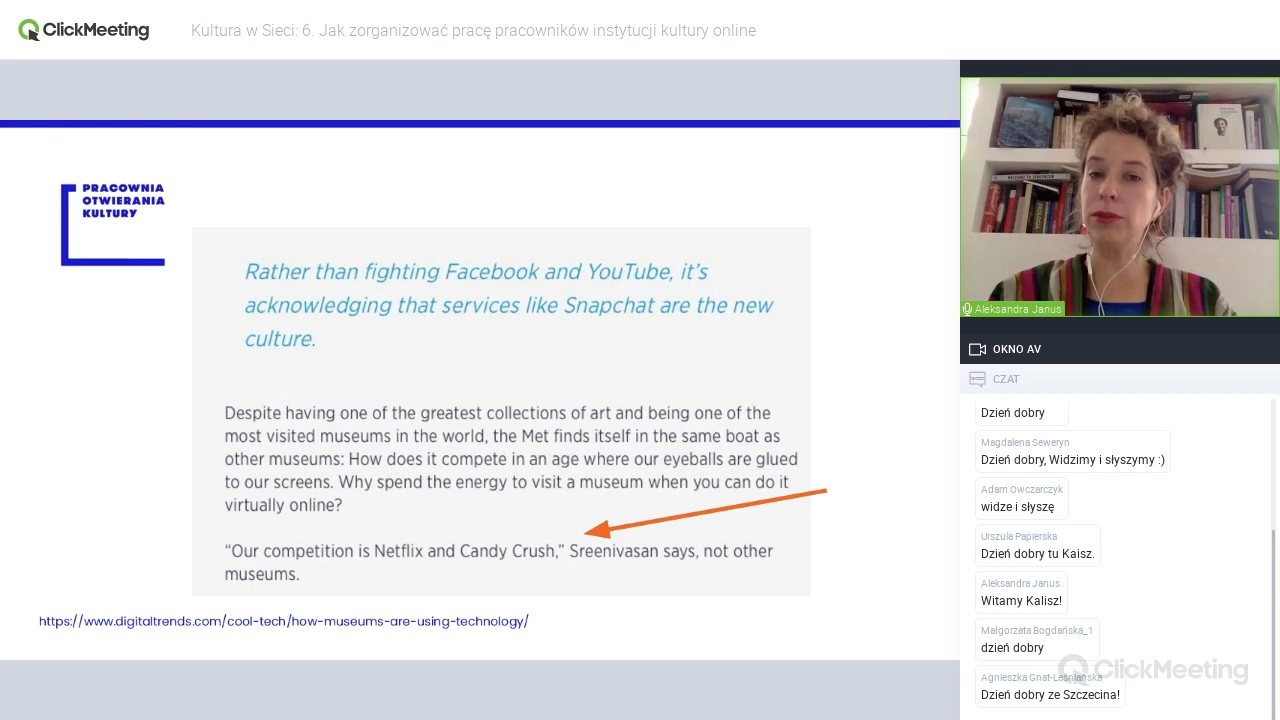 ClickMeeting
Kultura w Sieci: 6. Jak zorganizować pracę pracowników instytucji kultury online
PRACOWNIA
OTWIERANIA
KULTURY
Rather than fighting Facebook and YouTube, it's
acknowledging that services like Snapchat are the new
culture.
Despite having one of the greatest collections of art and being one of the
most visited museums in the world, the Met finds itself in the same boat as
other museums: How does it compete in an age where our eyeballs are glued
to our screens. Why spend the energy to visit a museum when you can do it
virtually online?
“Our competition is Netflix and Candy Crush,” Sreenivasan says, not other
museums.
https://www.digitaltrends.com/cool-tech/how-museums-are-using-technology/
Aleksandra Janus
OKNO AV
CZAT
Dzień dobry
Magdalena Seweryn
Dzień dobry, Widzimy i słyszymy :)
Adam Owczarczyk
widze i słyszę
Urszula Papierska
Dzień dobry tu Kaisz.
Aleksandra Janus
Witamy Kalisz!
Małgorzata Bogdańska_1
dzień dobry
Agnieszka Gnat-Leśniańska
Dzień dobry ze Szczecina!
ClickMeeting